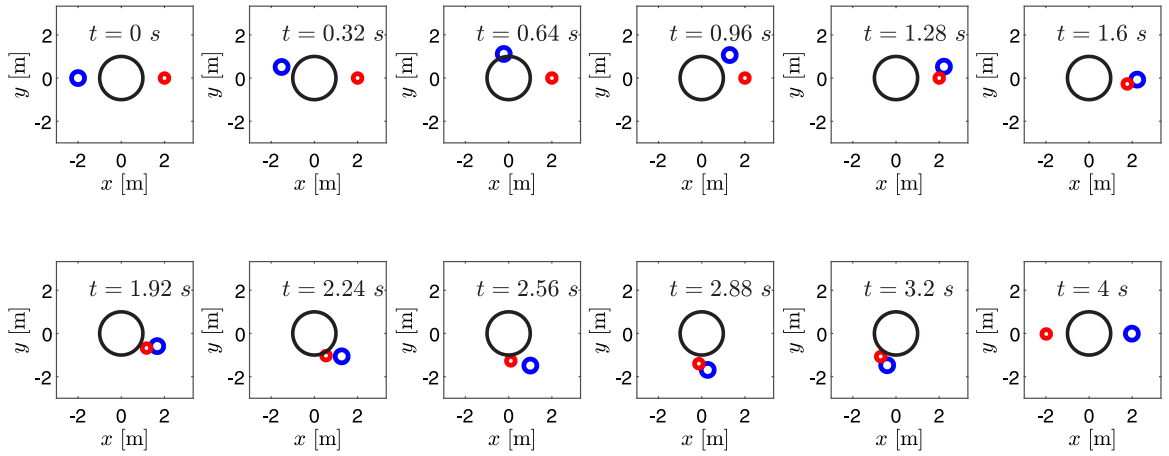 t = 0 s
t = 0.32 s
t = 0.64 s
t = 0.96 s
t = 1.28 s
t = 1.6 s
2 2 2 2 2 2
0 0 0 0 0 0
-2 -2 -2 -2 -2 -2
y [m] y [m] y [m] y [m] y [m] y [m]
-2 0 2 -2 0 2 -2 0 2 -2 0 2 -2 0 2 -2 0 2
x [m] x [m] x [m] x [m] x [m] x [m]
t = 1.92 s
t = 2.24 s
t = 2.56 s
t = 2.88 s
t = 3.2 s
t = 4 s
2 2 2 2 2 2
0 0 0 0 0 0
-2 -2 -2 -2 -2 -2
y [m] y [m] y [m] y [m] y [m] y [m]
-2 0 2 -2 0 2 -2 0 2 -2 0 2 -2 0 2 -2 0 2
x [m] x [m] x [m] x [m] x [m] x [m]